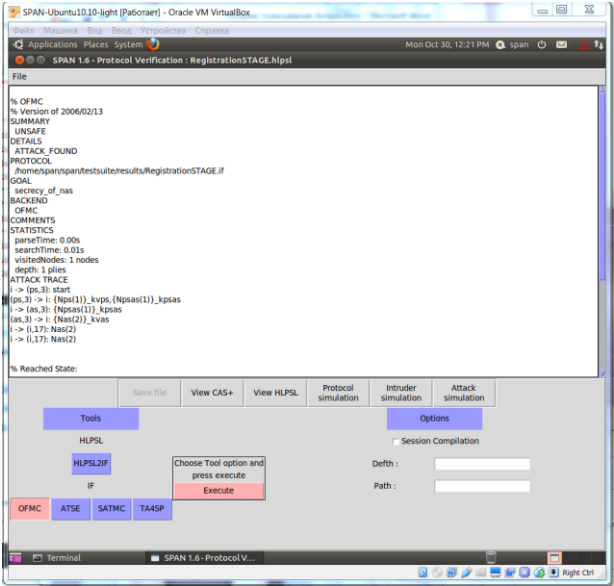 SPAN-Ubuntu10.10-light [Работает] - Oracle VM VirtualBox
Файл Машина Вид Ввод Устройства Справка
Applications Places System Mon Oct 30, 12:21 PM span
SPAN 1.6 - Protocol Verification : RegistrationSTAGE.hlpsl
File
% OFMC
% Version of 2006/02/13
SUMMARY
UNSAFE
DETAILS
ATTACK_FOUND
PROTOCOL
/home/span/span/testsuite/results/RegistrationSTAGE.if
GOAL
secrecy_of_nas
BACKEND
OFMC
COMMENTS
STATISTICS
parseTime: 0.00s
searchTime: 0.01s
visitedNodes: 1 nodes
depth: 1 plies
ATTACK TRACE
i -> (ps,3): start
(ps,3) -> i: {Nps(1)}_kvps,{Npsas(1)}_kpsas
i -> (as,3): {Npsas(1)}_kpsas
(as,3) -> i: {Nas(2)}_kvas
i -> (i,17): Nas(2)
i -> (i,17): Nas(2)
% Reached State:
Save file View CAS+ View HLPSL Protocol simulation Intruder simulation Attack simulation
Tools Options
HLPSL Session Compilation
HLPSL2IF Choose Tool option and press execute Defth :
IF Execute Path :
OFMC ATSE SATMC TA4SP
Terminal SPAN 1.6 - Protocol V...
Right Ctrl